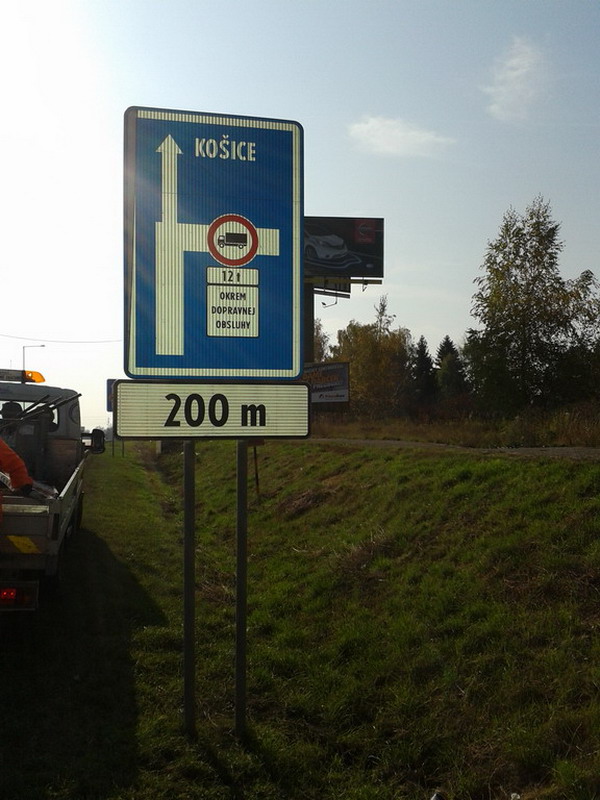 KOŠICE
12 t
OKREM
DOPRAVNEJ
OBSLUHY
200 m